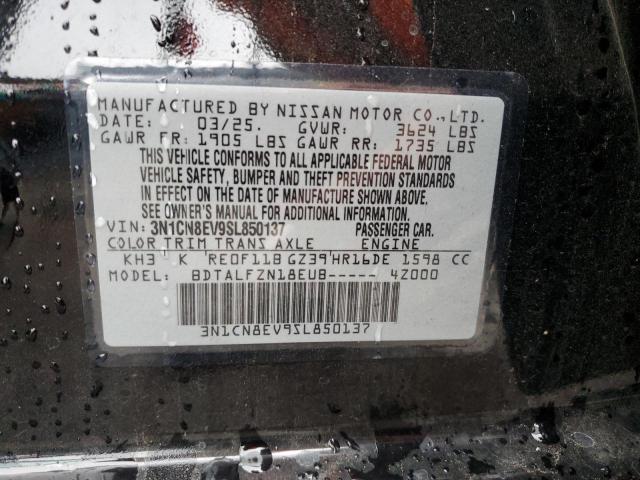 MANUFACTURED BY NISSAN MOTOR CO.,LTD.
DATE: 03/25. GVWR: 3624 LBS
GAWR FR: 1905 LBS GAWR RR: 1735 LBS
THIS VEHICLE CONFORMS TO ALL APPLICABLE FEDERAL MOTOR
VEHICLE SAFETY, BUMPER AND THEFT PREVENTION STANDARDS
IN EFFECT ON THE DATE OF MANUFACTURE SHOWN ABOVE.
SEE OWNER'S MANUAL FOR ADDITIONAL INFORMATION.
VIN: 3N1CN8EV9SL850137 PASSENGER CAR.
COLOR TRIM TRANS AXLE ENGINE
KH3 K RE0F11B GZ39 HR16DE 1598 CC
MODEL: BDTALFZN18EUB----- 4Z000
3N1CN8EV9SL850137